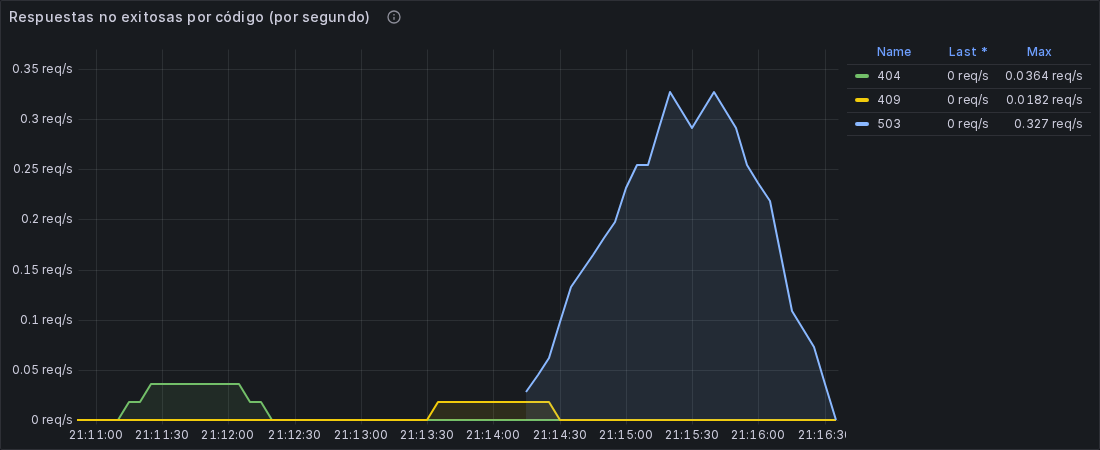 Respuestas no exitosas por código (por segundo)
Name Last * Max
404 0 req/s 0.0364 req/s
409 0 req/s 0.0182 req/s
503 0 req/s 0.327 req/s
0.35 req/s
0.3 req/s
0.25 req/s
0.2 req/s
0.15 req/s
0.1 req/s
0.05 req/s
0 req/s
21:11:00 21:11:30 21:12:00 21:12:30 21:13:00 21:13:30 21:14:00 21:14:30 21:15:00 21:15:30 21:16:00 21:16:30